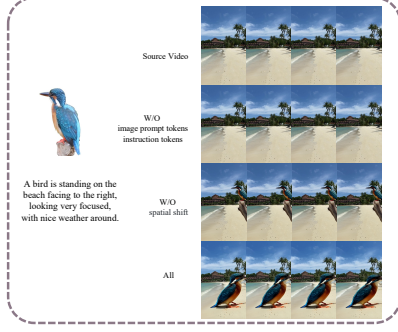 Source Video
W/O
image prompt tokens
instruction tokens
A bird is standing on the
beach facing to the right,
looking very focused,
with nice weather around.
W/O
spatial shift
All